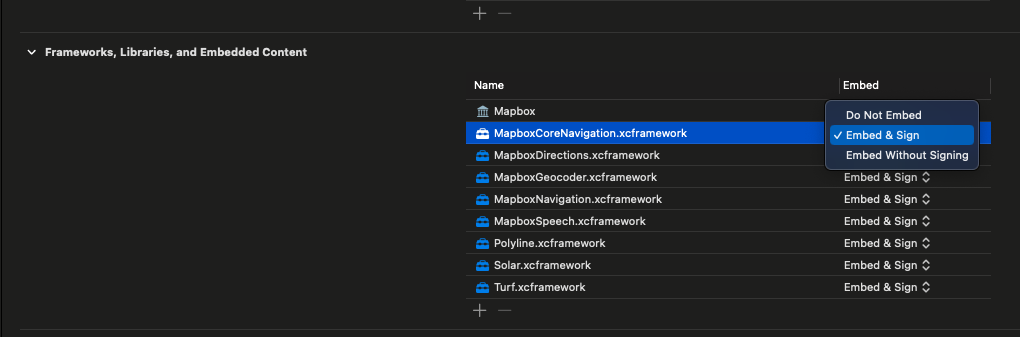 Frameworks, Libraries, and Embedded Content
Name Embed
Mapbox Do Not Embed
MapboxCoreNavigation.xcframework ✓ Embed & Sign
MapboxDirections.xcframework Embed Without Signing
MapboxGeocoder.xcframework Embed & Sign
MapboxNavigation.xcframework Embed & Sign
MapboxSpeech.xcframework Embed & Sign
Polyline.xcframework Embed & Sign
Solar.xcframework Embed & Sign
Turf.xcframework Embed & Sign